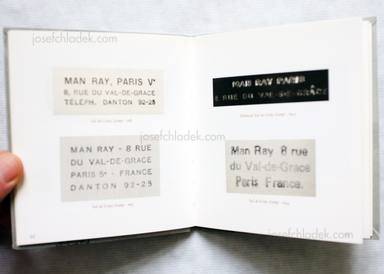 josefchladek.com
MAN RAY, PARIS Vᵉ
8, RUE DU VAL-DE-GRACE
TÉLÉPH. DANTON 92-25
MAN RAY - 8 RUE
DU VAL-DE-GRACE
PARIS 5ᵉ - FRANCE
DANTON 92-25
MAN RAY PARIS
8 RUE DU VAL-DE-GRACE
Man Ray 8 rue
du Val-de-Grace
Paris France.
josefchladek.com
josefchladek.com